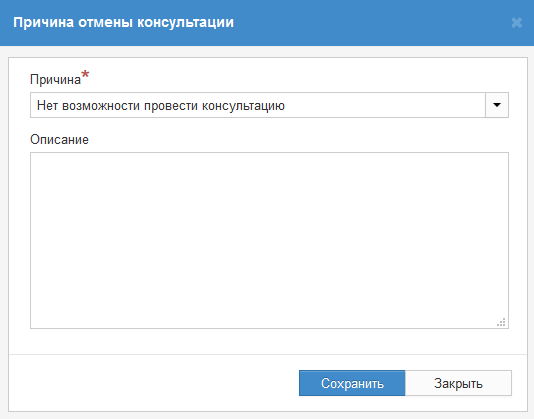 Причина отмены консультации
Причина*
Нет возможности провести консультацию
Описание
Сохранить Закрыть